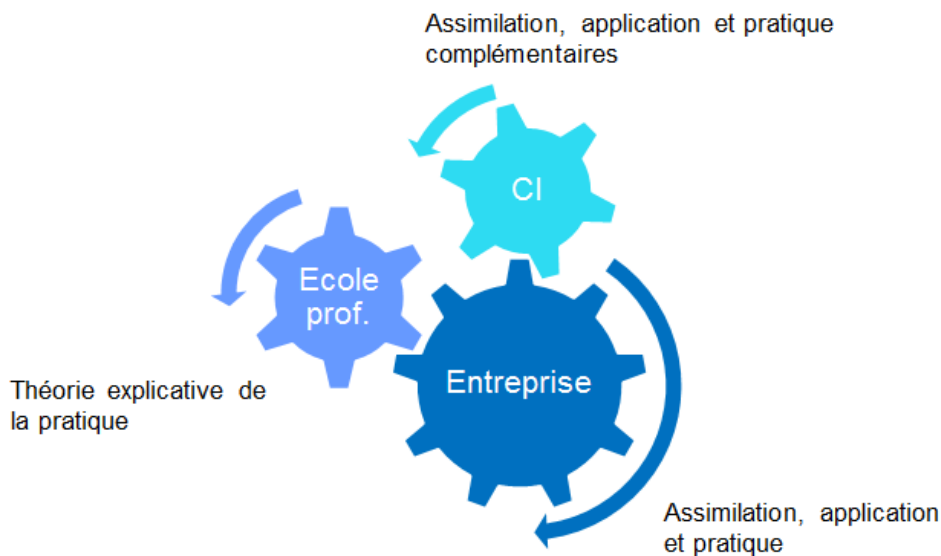 Assimilation, application et pratique
complémentaires
CI
Ecole
prof.
Entreprise
Théorie explicative de
la pratique
Assimilation, application
et pratique